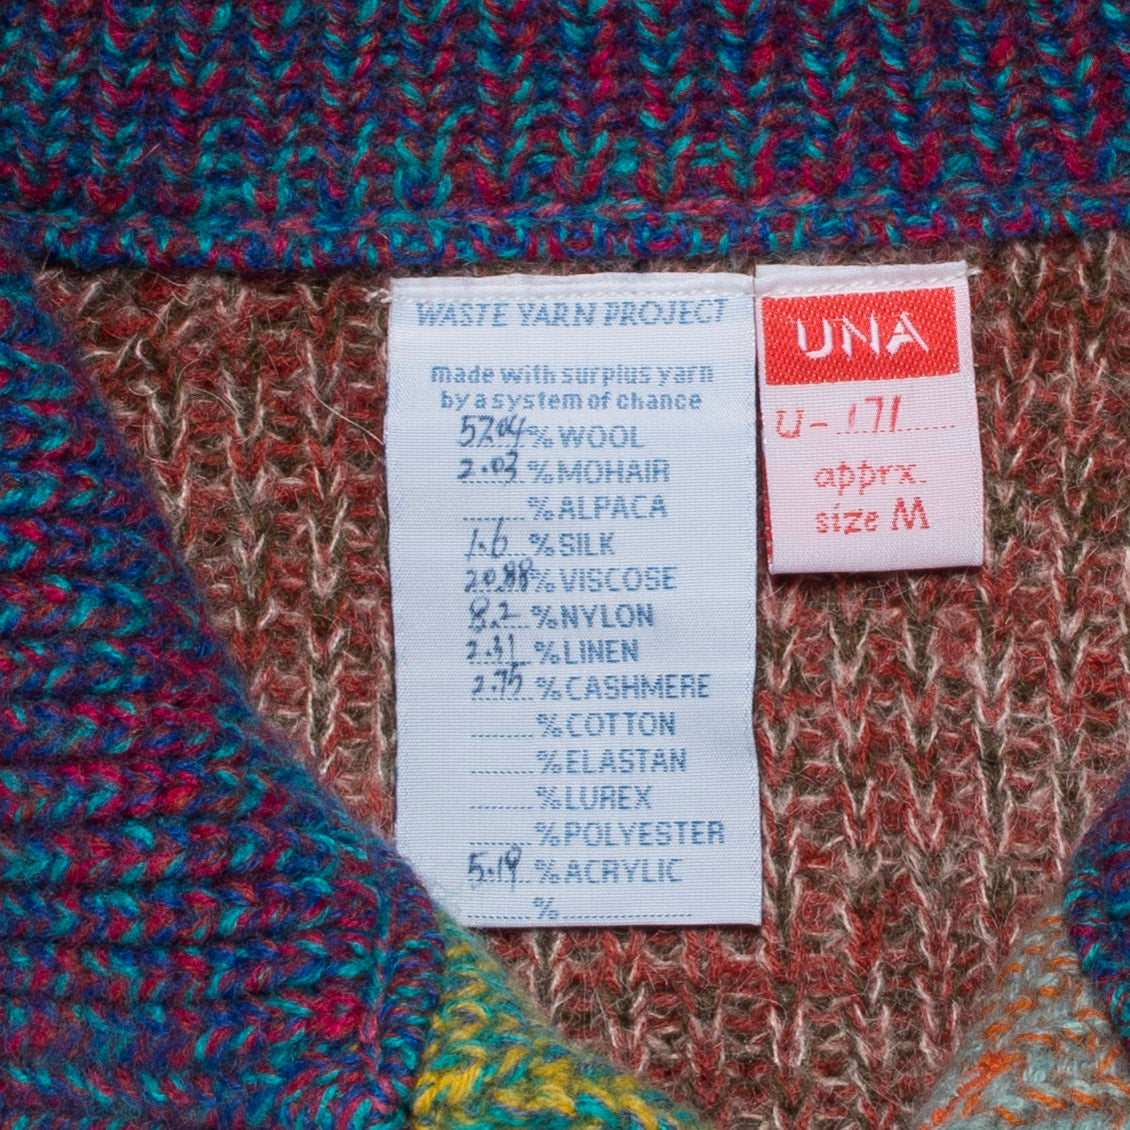 WASTE YARN PROJECT
made with surplus yarn
by a system of chance
57.04% WOOL
2.03 % MOHAIR
% ALPACA
1.6 % SILK
20.88% VISCOSE
8.2 % NYLON
2.31 % LINEN
2.75 % CASHMERE
% COTTON
% ELASTAN
% LUREX
% POLYESTER
5.19 % ACRYLIC
%
UNA
U-171
apprx.
size M